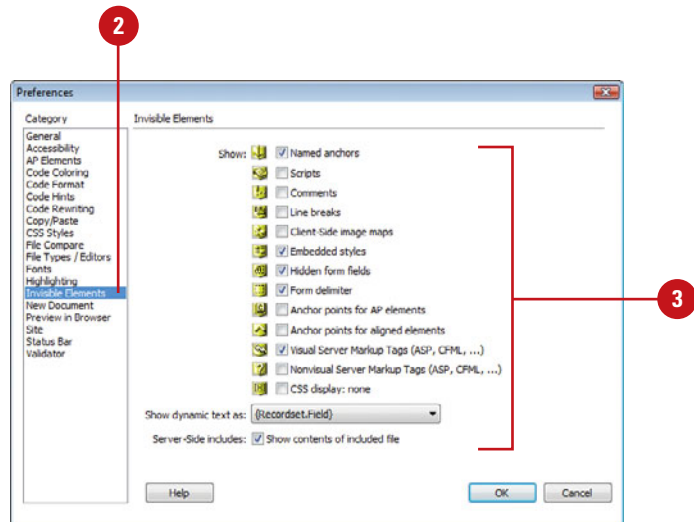 2
Preferences
Category
General
Accessibility
AP Elements
Code Coloring
Code Format
Code Hints
Code Rewriting
Copy/Paste
CSS Styles
File Compare
File Types / Editors
Fonts
Highlighting
Invisible Elements
New Document
Preview in Browser
Site
Status Bar
Validator
Invisible Elements
Show: Named anchors
Scripts
Comments
Line breaks
Client-Side image maps
Embedded styles
Hidden form fields
Form delimiter
Anchor points for AP elements
Anchor points for aligned elements
Visual Server Markup Tags (ASP, CFML, ...)
Nonvisual Server Markup Tags (ASP, CFML, ...)
CSS display: none
Show dynamic text as: {Recordset.Field}
Server-Side includes: Show contents of included file
3
Help OK Cancel